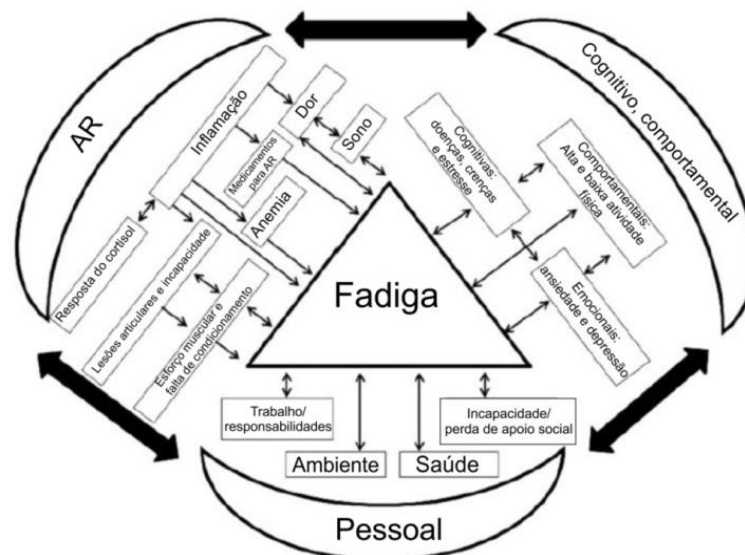 AR
Inflamação
Dor
Sono
Medicamentos
para AR
Anemia
Resposta do cortisol
Lesões articulares e incapacidade
Esforço muscular e
falta de condicionamento
Cognitivo, comportamental
Cognitivas:
doenças, crenças
e estresse
Comportamentais:
Alta e baixa atividade
física
Emocionais:
ansiedade e depressão
Fadiga
Trabalho/
responsabilidades
Ambiente
Saúde
Incapacidade/
perda de apoio social
Pessoal